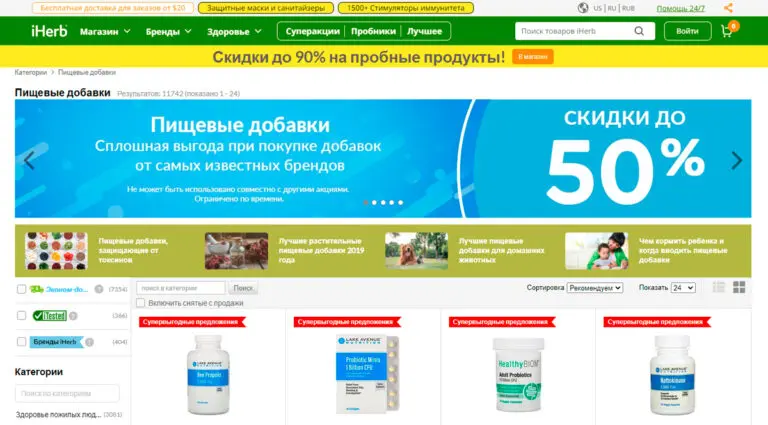 Бесплатная доставка для заказов от $20
Защитные маски и санитайзеры
1500+ Стимуляторы иммунитета
US | RU | RUB
Помощь 24/7
iHerb
Магазин
Бренды
Здоровье
Суперакции
Пробники
Лучшее
Поиск товаров iHerb
Войти
6
Скидки до 90% на пробные продукты!
В магазин
Категории > Пищевые добавки
Пищевые добавки
Результатов: 11742 (показано 1 - 24)
Пищевые добавки
Сплошная выгода при покупке добавок
от самых известных брендов
Не может быть использовано совместно с другими акциями.
Ограничено по времени.
СКИДКИ ДО
50%
Пищевые добавки,
защищающие от
токсинов
Лучшие растительные
пищевые добавки 2019
года
Лучшие пищевые
добавки для домашних
животных
Чем кормить ребенка и
когда вводить пищевые
добавки
Эконом-до...
(7154)
iTested
(366)
Бренды iHerb
(404)
поиск в категории
Поиск
Сортировка
Рекомендуем
Показать
24
Включить снятые с продажи
Категории
Поиск по категориям
Здоровье пожилых люд...
(3081)
Супервыгодные предложения
LAKE AVENUE
NUTRITION
Bee Propolis
Супервыгодные предложения
LAKE AVENUE
NUTRITION
Probiotic Minis
1 Billion CFU
Супервыгодные предложения
HealthyBIOM
Adult Probiotics
Супервыгодные предложения
LAKE AVENUE
NUTRITION
Nattokinase